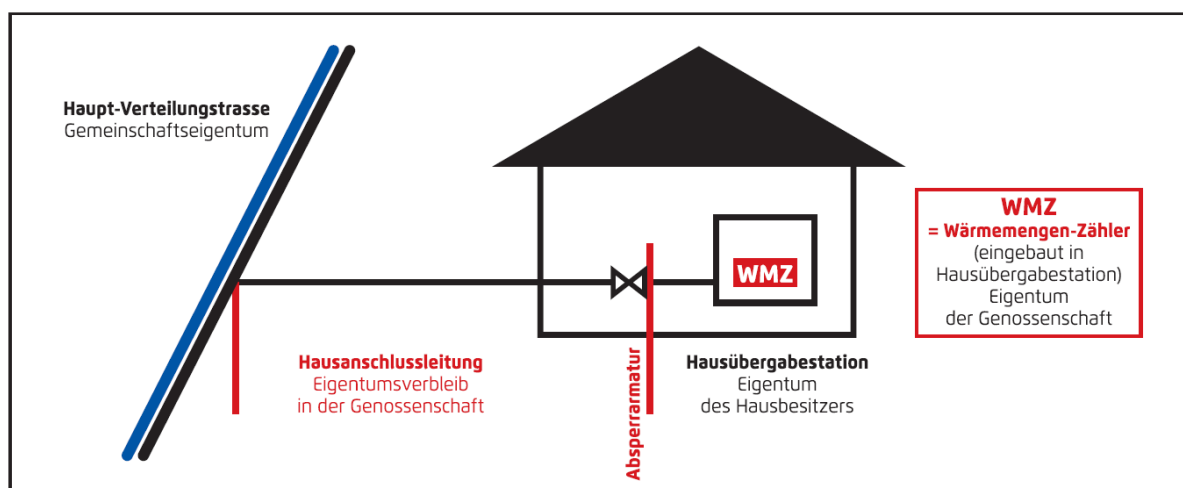 Haupt-Verteilungstrasse
Gemeinschaftseigentum
WMZ
WMZ
= Wärmemengen-Zähler
(eingebaut in
Hausübergabestation)
Eigentum
der Genossenschaft
Hausanschlussleitung
Eigentumsverbleib
in der Genossenschaft
Absperrarmatur
Hausübergabestation
Eigentum
des Hausbesitzers